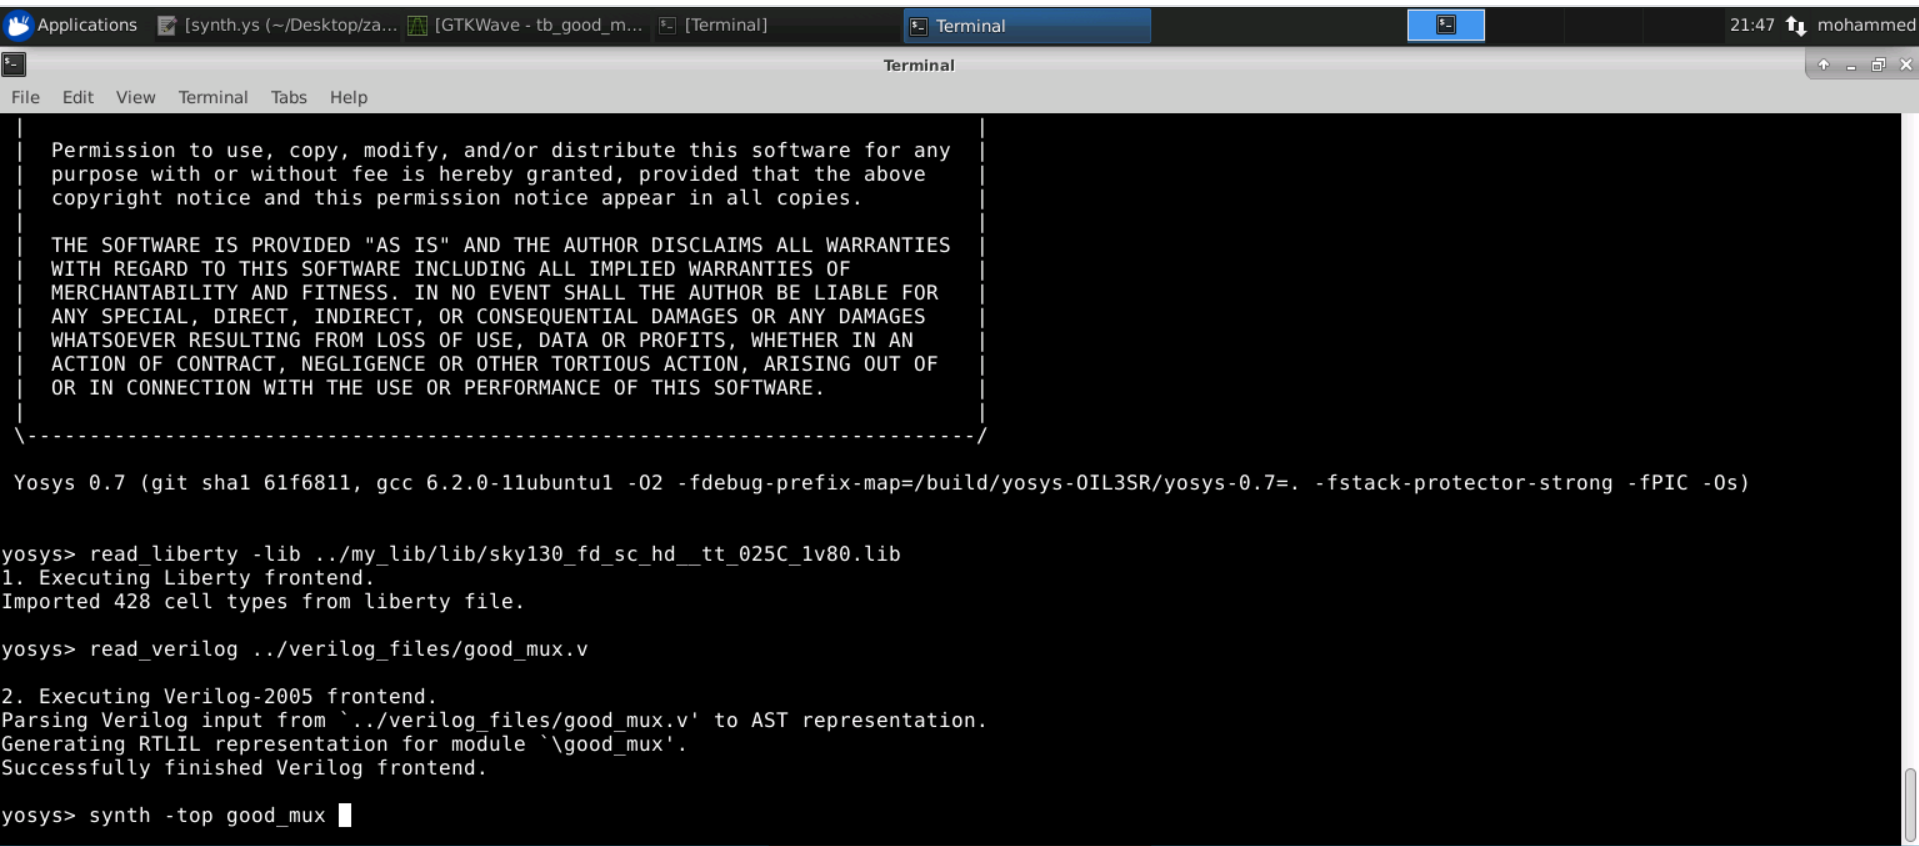 Applications [synth.ys (~/Desktop/za... [GTKWave - tb_good_m... [Terminal] Terminal 21:47 mohammed
Terminal
File Edit View Terminal Tabs Help
|                                                                            |
|  Permission to use, copy, modify, and/or distribute this software for any  |
|  purpose with or without fee is hereby granted, provided that the above    |
|  copyright notice and this permission notice appear in all copies.         |
|                                                                            |
|  THE SOFTWARE IS PROVIDED "AS IS" AND THE AUTHOR DISCLAIMS ALL WARRANTIES  |
|  WITH REGARD TO THIS SOFTWARE INCLUDING ALL IMPLIED WARRANTIES OF          |
|  MERCHANTABILITY AND FITNESS. IN NO EVENT SHALL THE AUTHOR BE LIABLE FOR   |
|  ANY SPECIAL, DIRECT, INDIRECT, OR CONSEQUENTIAL DAMAGES OR ANY DAMAGES    |
|  WHATSOEVER RESULTING FROM LOSS OF USE, DATA OR PROFITS, WHETHER IN AN     |
|  ACTION OF CONTRACT, NEGLIGENCE OR OTHER TORTIOUS ACTION, ARISING OUT OF   |
|  OR IN CONNECTION WITH THE USE OR PERFORMANCE OF THIS SOFTWARE.            |
|                                                                            |
\----------------------------------------------------------------------------/
Yosys 0.7 (git sha1 61f6811, gcc 6.2.0-11ubuntu1 -O2 -fdebug-prefix-map=/build/yosys-OIL3SR/yosys-0.7=. -fstack-protector-strong -fPIC -Os)
yosys> read_liberty -lib ../my_lib/lib/sky130_fd_sc_hd__tt_025C_1v80.lib
1. Executing Liberty frontend.
Imported 428 cell types from liberty file.
yosys> read_verilog ../verilog_files/good_mux.v
2. Executing Verilog-2005 frontend.
Parsing Verilog input from `../verilog_files/good_mux.v' to AST representation.
Generating RTLIL representation for module `\good_mux'.
Successfully finished Verilog frontend.
yosys> synth -top good_mux